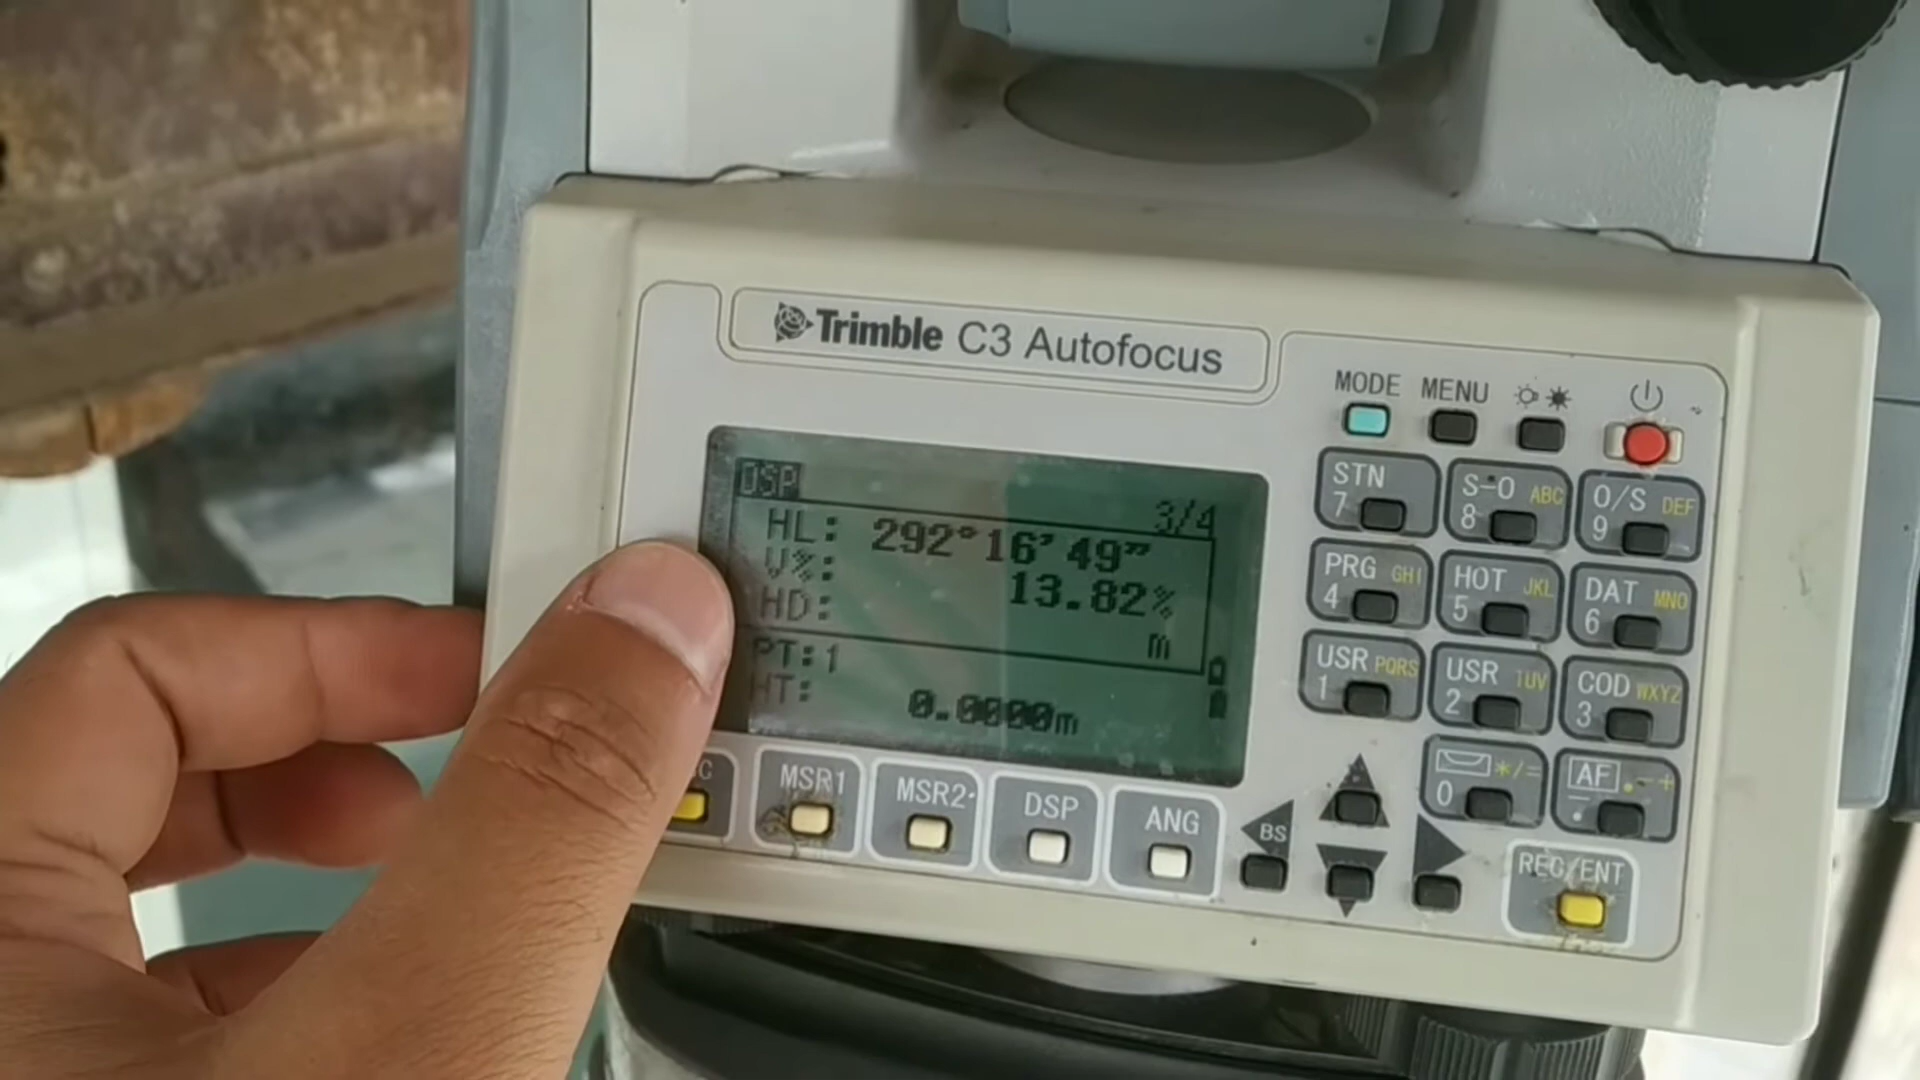 Trimble C3 Autofocus
MODE MENU
DSP
3/4
HL: 292°16'49"
V%: 13.82%
HD: m
PT:1
HT: 0.0000m
STN
7
S-O ABC
8
O/S DEF
9
PRG GHI
4
HOT JKL
5
DAT MNO
6
USR PQRS
1
USR TUV
2
COD WXYZ
3
*/=
0
AF .-+
MSR1
MSR2
DSP
ANG
BS
REC/ENT